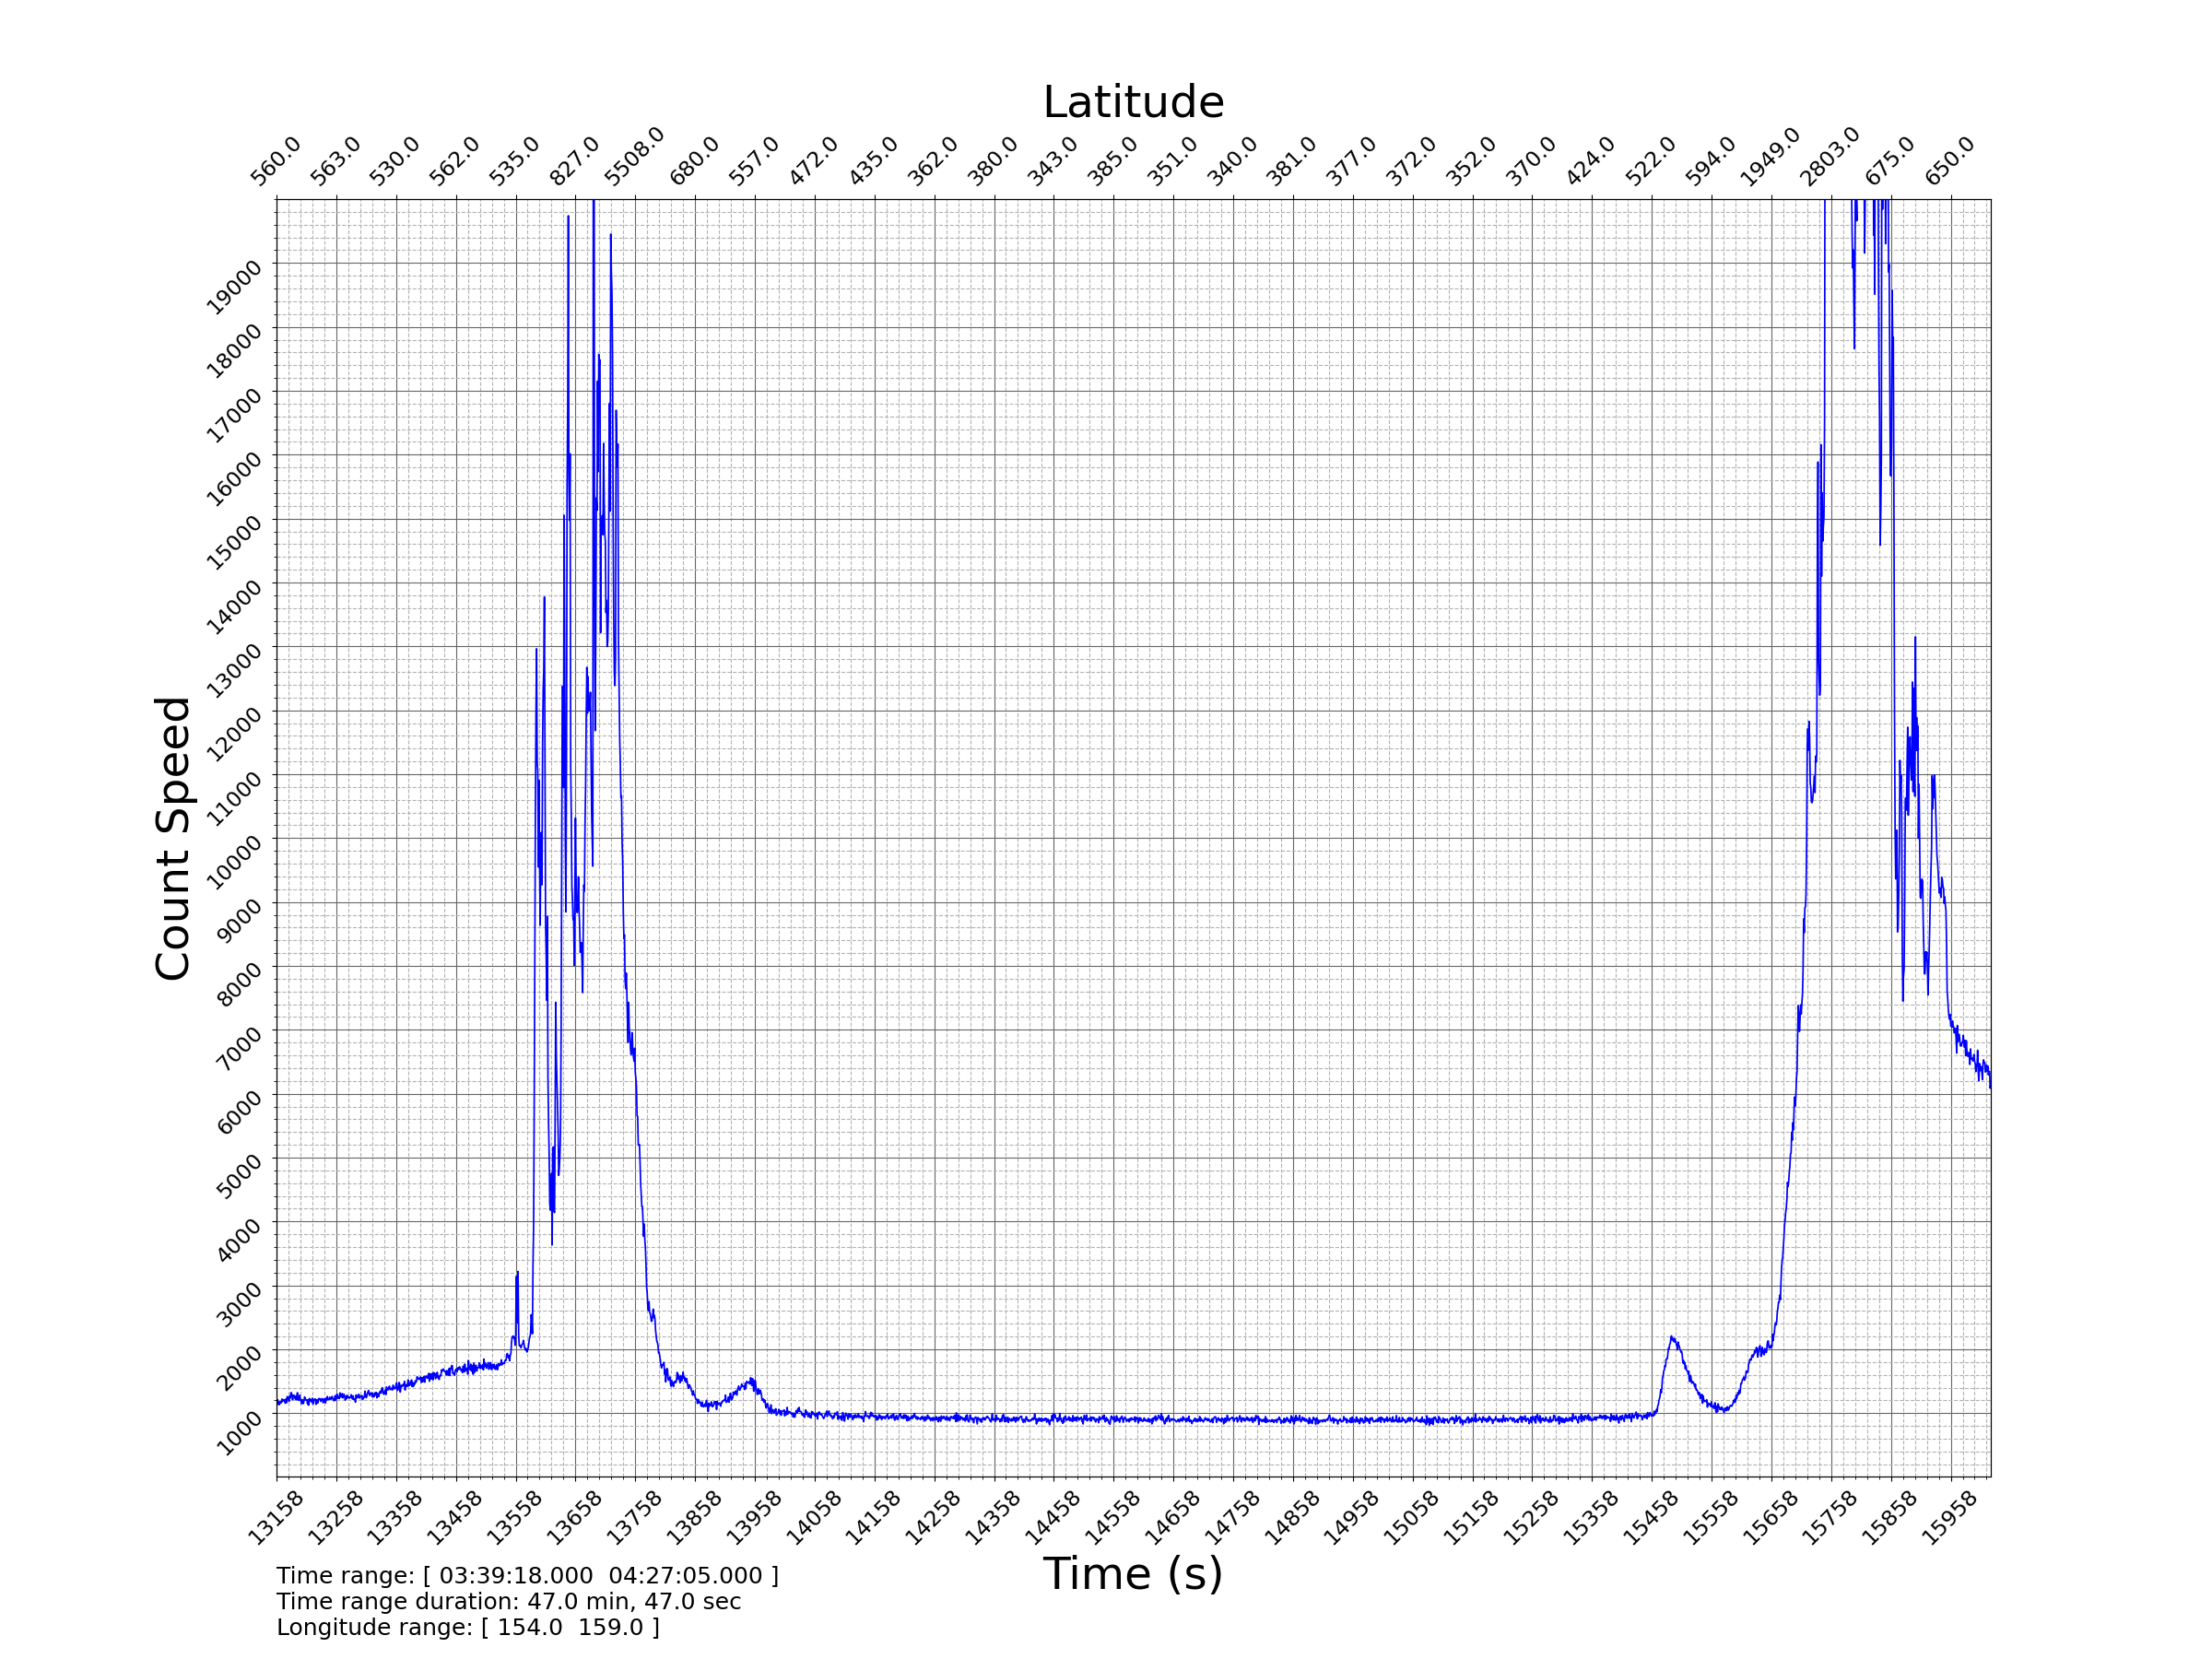 Latitude
560.0 563.0 530.0 562.0 535.0 827.0 5508.0 680.0 557.0 472.0 435.0 362.0 380.0 343.0 385.0 351.0 340.0 381.0 377.0 372.0 352.0 370.0 424.0 522.0 594.0 1949.0 2803.0 675.0 650.0
19000
18000
17000
16000
15000
14000
13000
12000
11000
10000
9000
8000
7000
6000
5000
4000
3000
2000
1000
Count Speed
13158 13258 13358 13458 13558 13658 13758 13858 13958 14058 14158 14258 14358 14458 14558 14658 14758 14858 14958 15058 15158 15258 15358 15458 15558 15658 15758 15858 15958
Time (s)
Time range: [ 03:39:18.000  04:27:05.000 ]
Time range duration: 47.0 min, 47.0 sec
Longitude range: [ 154.0  159.0 ]